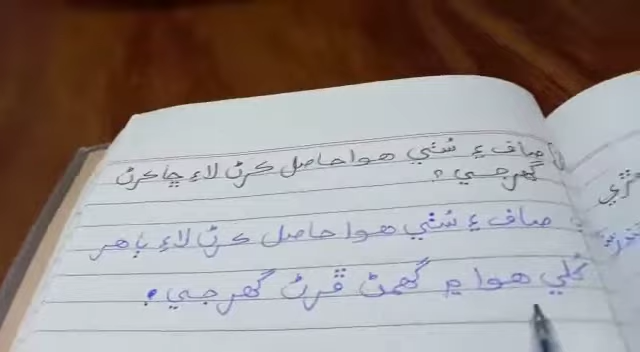 صاف ۽ سٺي هوا حاصل ڪرڻ لاءِ ڇا ڪرڻ
گهرجي؟
صاف ۽ سٺي هوا حاصل ڪرڻ لاءِ ٻاهر
کلي هوا ۾ گهمڻ ڦرڻ گهرجي.